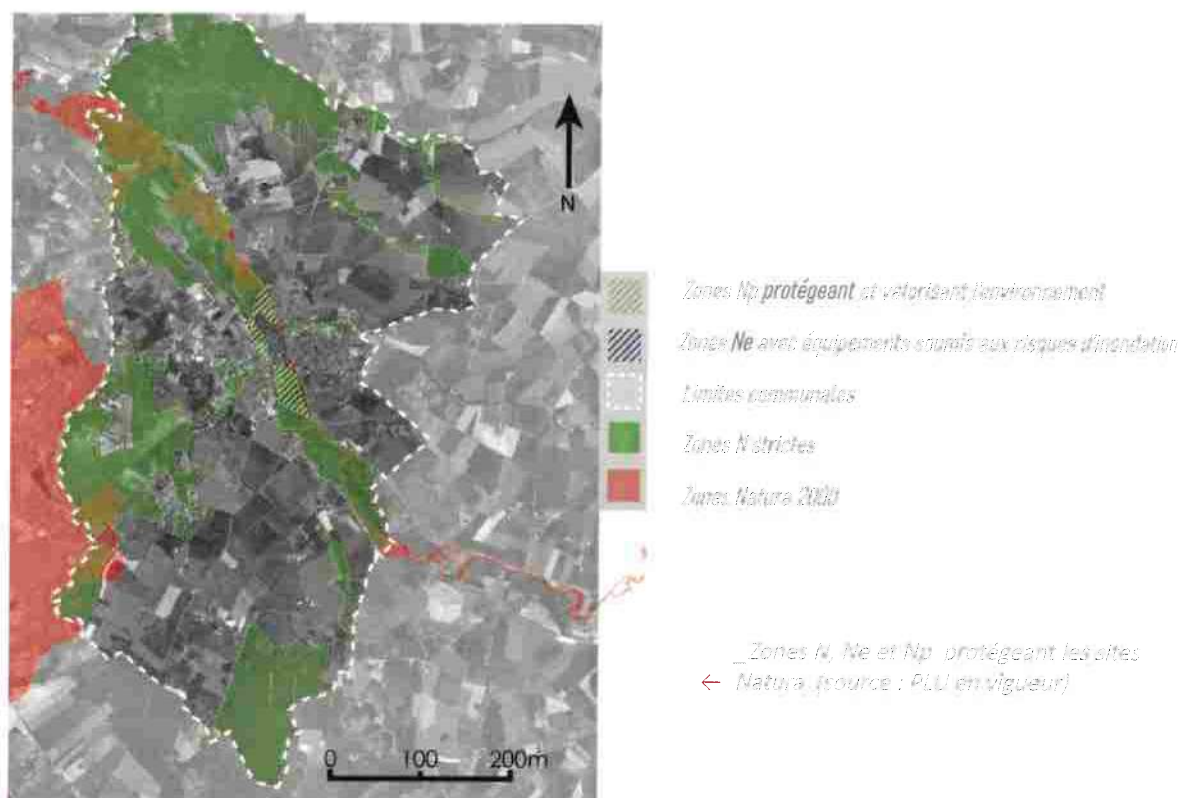 N
Zones Np protégeant et valorisant l'environnement
Zones Ne avec équipements soumis aux risques d'inondation
Limites communales
Zones N strictes
Zones Natura 2000
_Zones N, Ne et Np protégeant les sites
← Natura (source : PLU en vigueur)
0 100 200m